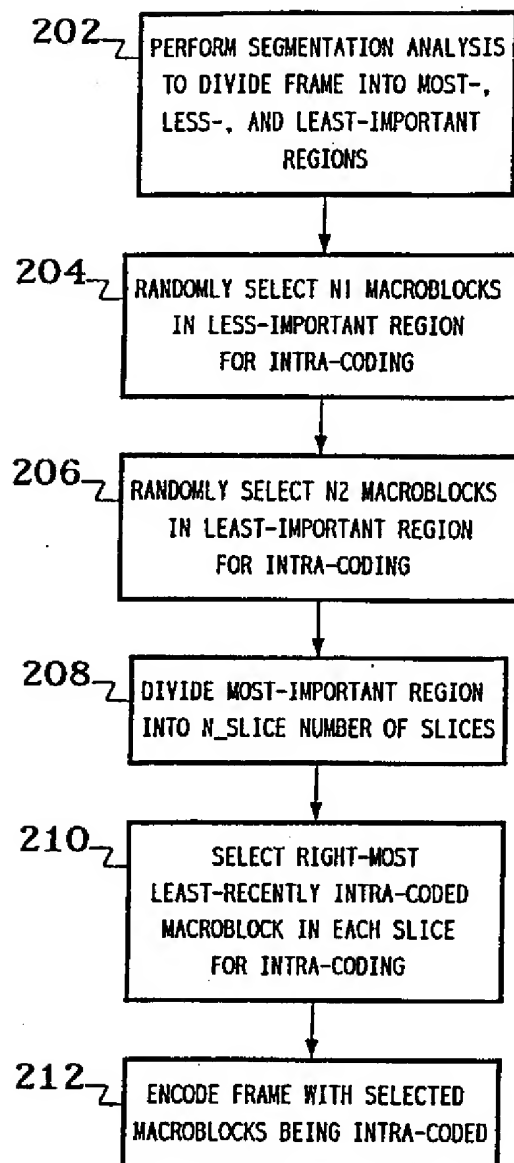 202
PERFORM SEGMENTATION ANALYSIS
TO DIVIDE FRAME INTO MOST-,
LESS-, AND LEAST-IMPORTANT
REGIONS
204
RANDOMLY SELECT N1 MACROBLOCKS
IN LESS-IMPORTANT REGION
FOR INTRA-CODING
206
RANDOMLY SELECT N2 MACROBLOCKS
IN LEAST-IMPORTANT REGION
FOR INTRA-CODING
208
DIVIDE MOST-IMPORTANT REGION
INTO N_SLICE NUMBER OF SLICES
210
SELECT RIGHT-MOST
LEAST-RECENTLY INTRA-CODED
MACROBLOCK IN EACH SLICE
FOR INTRA-CODING
212
ENCODE FRAME WITH SELECTED
MACROBLOCKS BEING INTRA-CODED